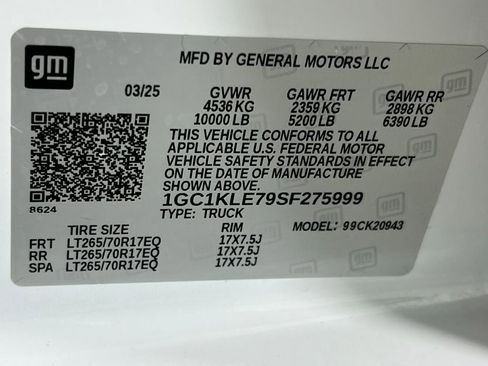 gm
MFD BY GENERAL MOTORS LLC
03/25 GVWR GAWR FRT GAWR RR
4536 KG 2359 KG 2898 KG
10000 LB 5200 LB 6390 LB
THIS VEHICLE CONFORMS TO ALL
APPLICABLE U.S. FEDERAL MOTOR
VEHICLE SAFETY STANDARDS IN EFFECT
ON THE DATE OF MANUFACTURE
SHOWN ABOVE.
8624
1GC1KLE79SF275999
TYPE: TRUCK
TIRE SIZE RIM MODEL: 99CK20943
FRT LT265/70R17EQ 17X7.5J
RR LT265/70R17EQ 17X7.5J
SPA LT265/70R17EQ 17X7.5J